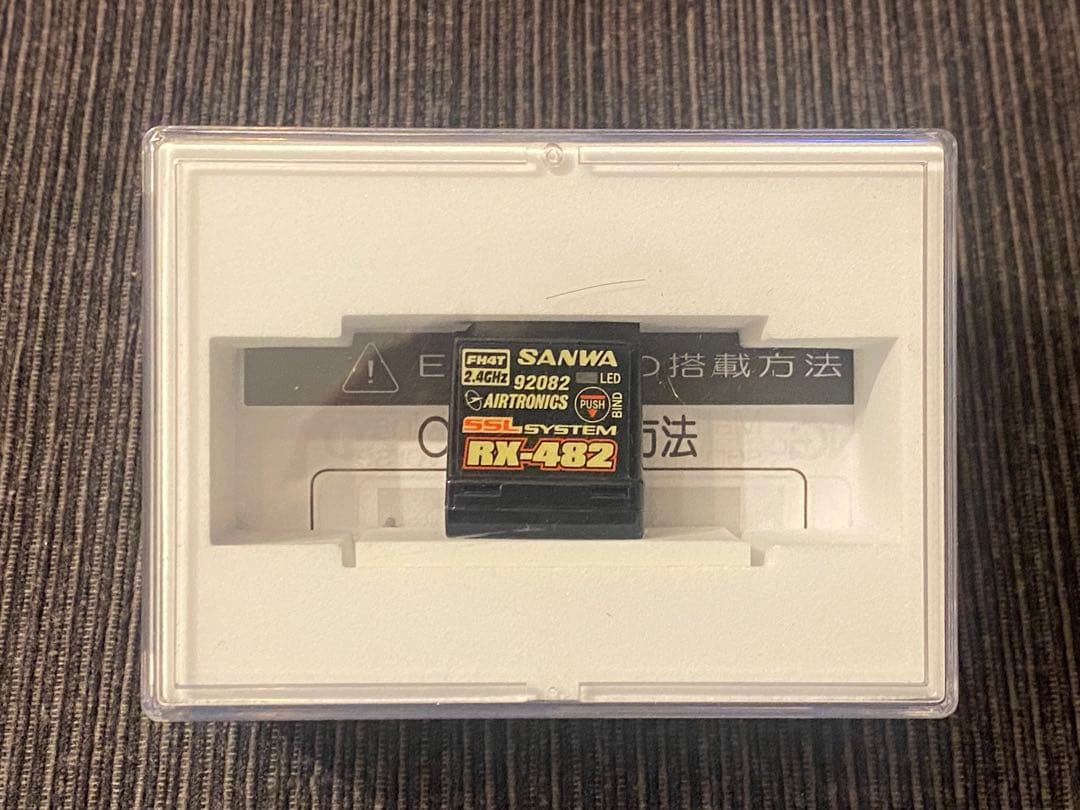 E の搭載方法
方法
FH4T SANWA
2.4GHz 92082 LED
AIRTRONICS PUSH BIND
SSL SYSTEM
RX-482